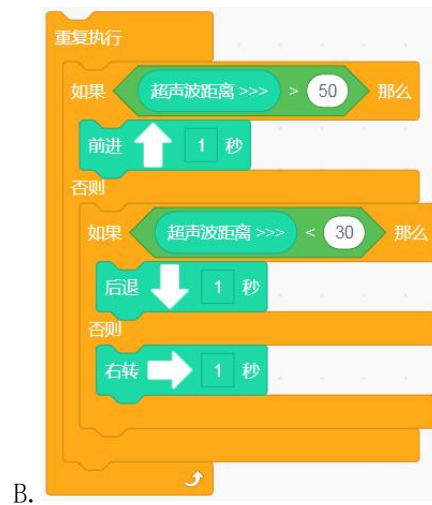 重复执行
如果 超声波距离 >>> > 50 那么
前进 1 秒
否则
如果 超声波距离 >>> < 30 那么
后退 1 秒
否则
右转 1 秒
B.